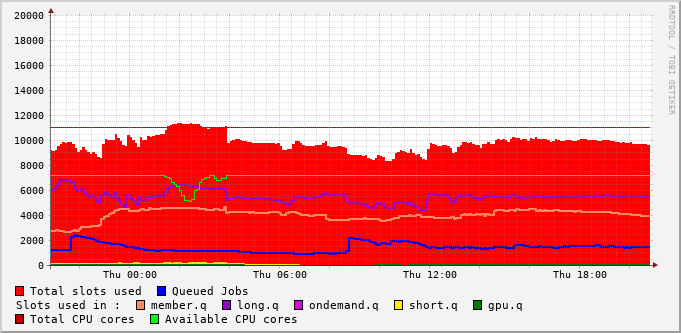 20000
18000
16000
14000
12000
10000
8000
6000
4000
2000
0
Thu 00:00 Thu 06:00 Thu 12:00 Thu 18:00
RRDTOOL / TOBI OETIKER
Total slots used Queued Jobs
Slots used in : member.q long.q ondemand.q short.q gpu.q
Total CPU cores Available CPU cores